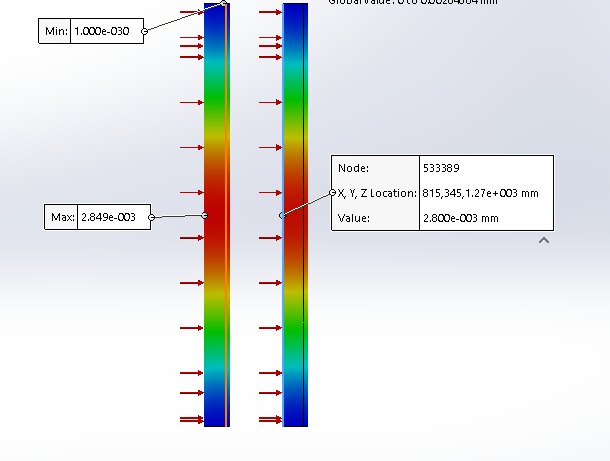 Global value: 0 to 0.00284884 mm
Min: 1.000e-030
Node: 533389
X, Y, Z Location: 815,345,1.27e+003 mm
Max: 2.849e-003
Value: 2.800e-003 mm